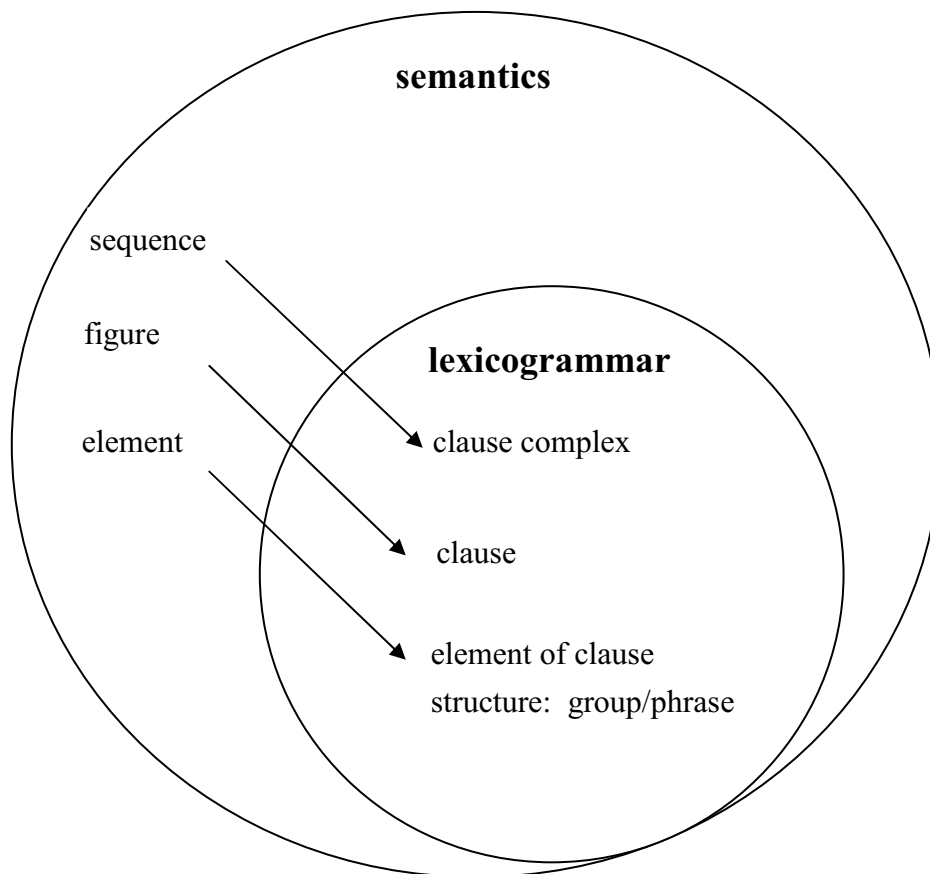 semantics
sequence
figure
lexicogrammar
element
clause complex
clause
element of clause
structure: group/phrase